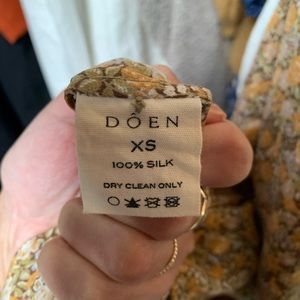 DÔEN
XS
100% SILK
DRY CLEAN ONLY